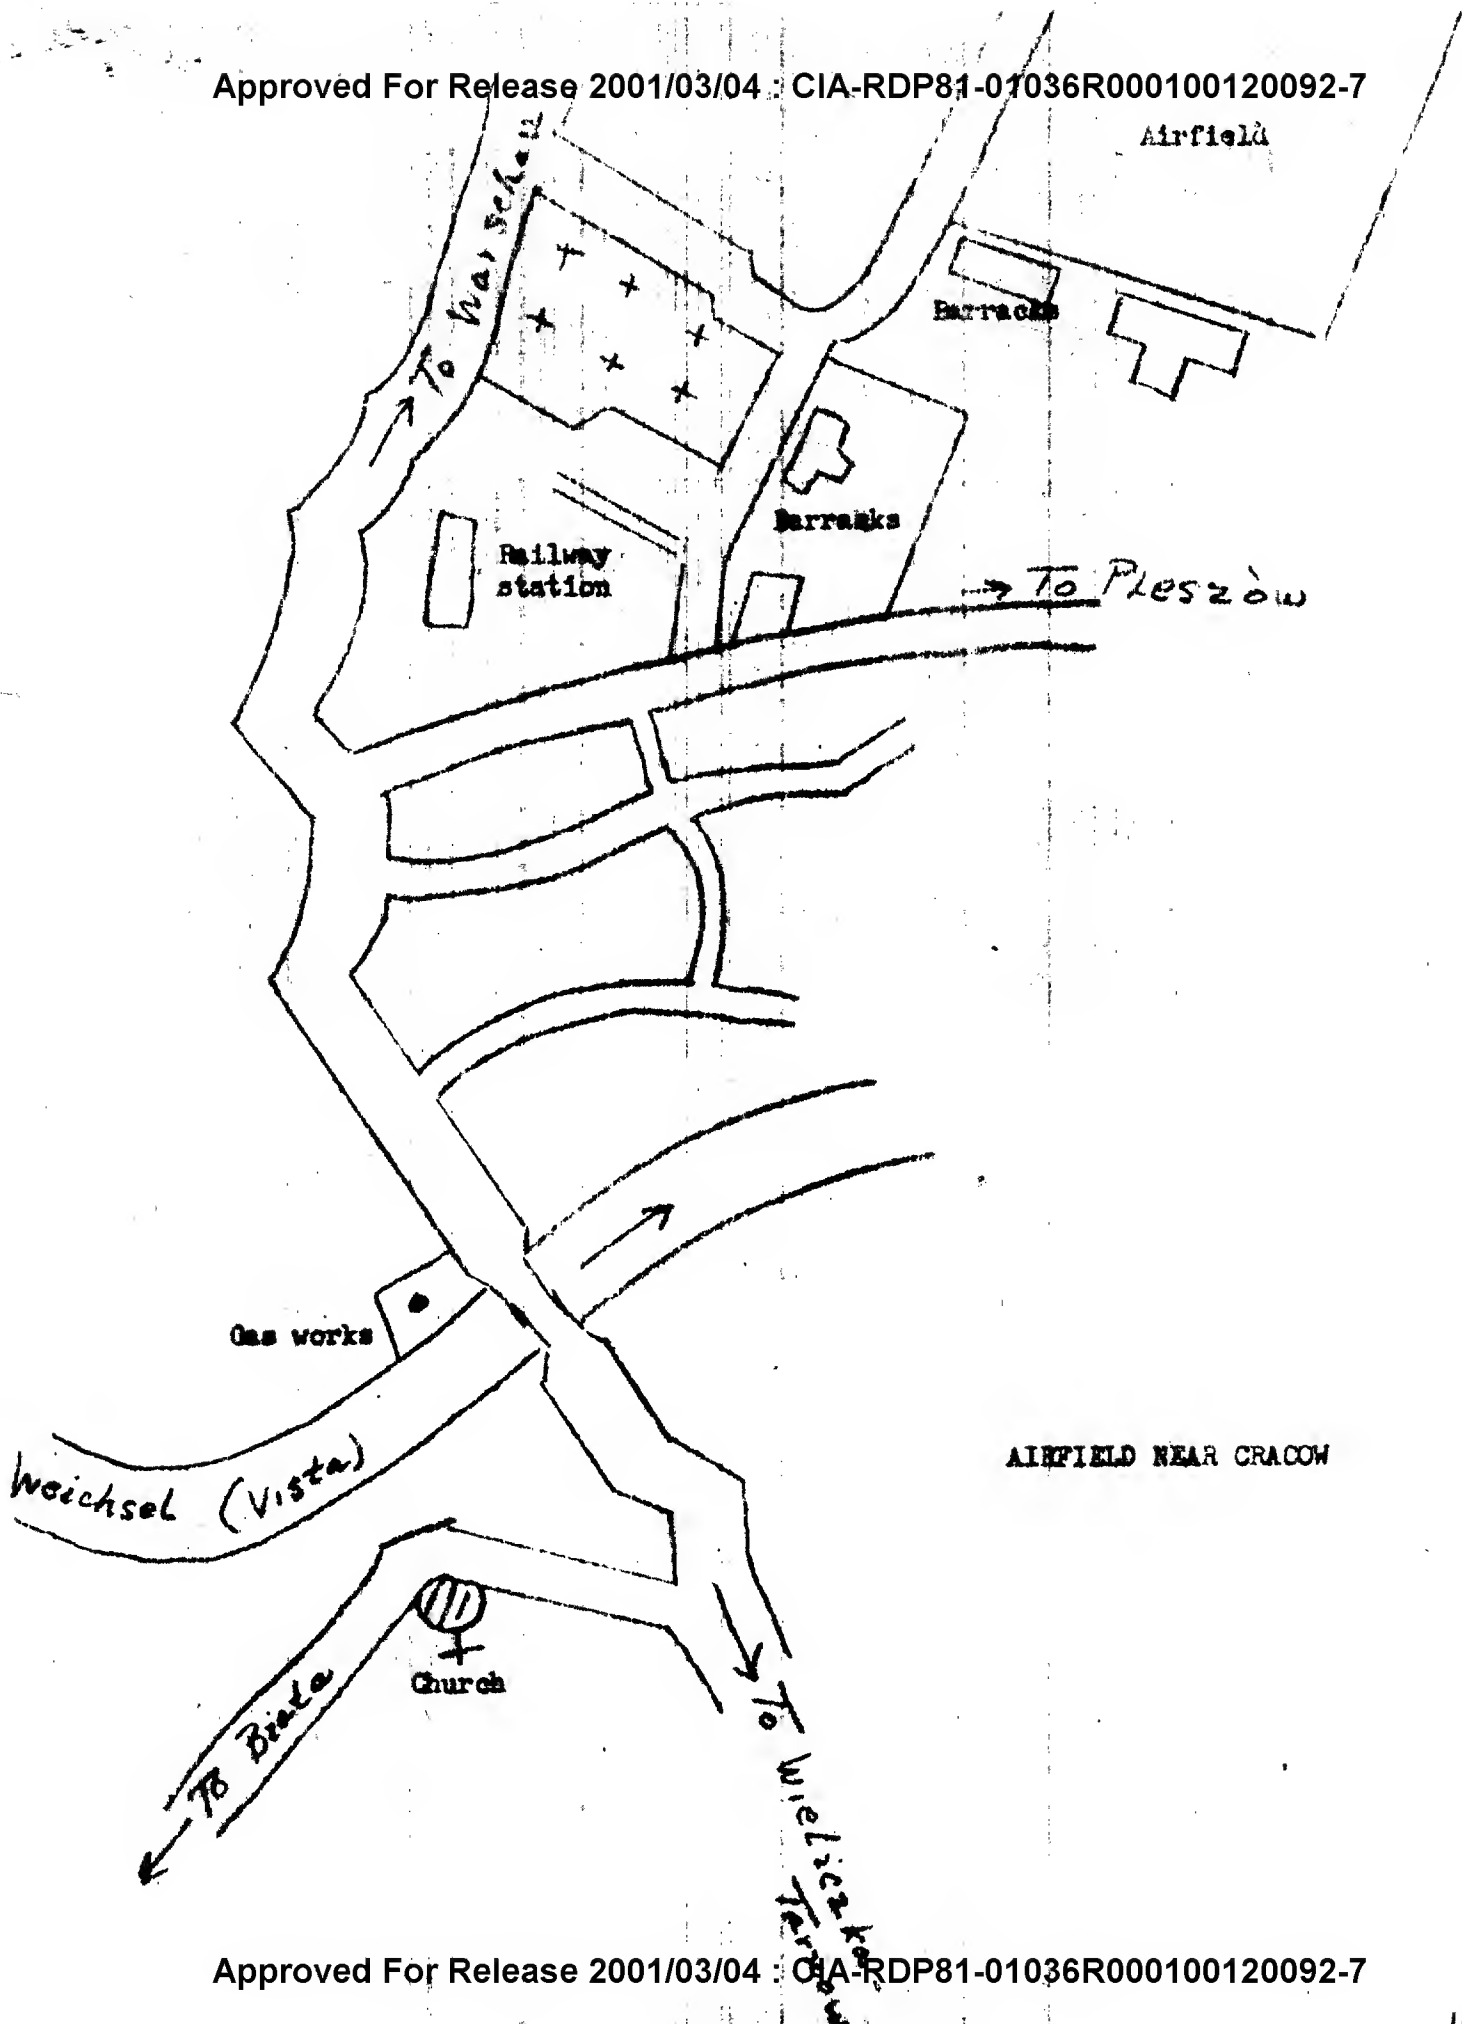 Approved For Release 2001/03/04 : CIA-RDP81-01036R000100120092-7
Airfield
To Warschau
Barracks
Barracks
Railway
station
To Pleszòw
Gas works
AIRFIELD NEAR CRACOW
Weichsel (Vista)
Church
To Biała
To Wieliczka
Tarnow
Approved For Release 2001/03/04 : CIA-RDP81-01036R000100120092-7